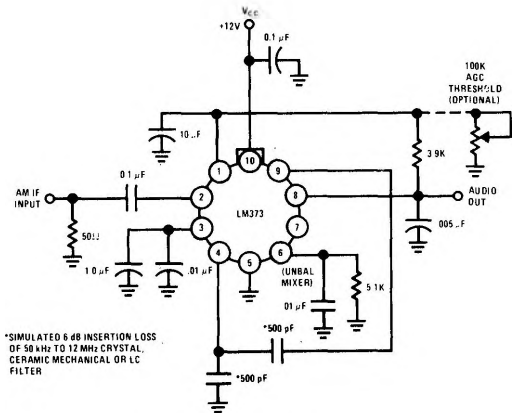 VCC
+12V
0.1 µF
100K
AGC
THRESHOLD
(OPTIONAL)
10 µF
3.9K
0.1 µF
1
10
9
AM IF
INPUT
2
8
AUDIO
OUT
LM373
50Ω
3
7
.005 µF
1.0 µF
.01 µF
4
5
6
(UNBAL
MIXER)
5.1K
.01 µF
*500 pF
*500 pF
*SIMULATED 6 dB INSERTION LOSS
OF 50 kHz TO 12 MHz CRYSTAL,
CERAMIC MECHANICAL OR LC
FILTER